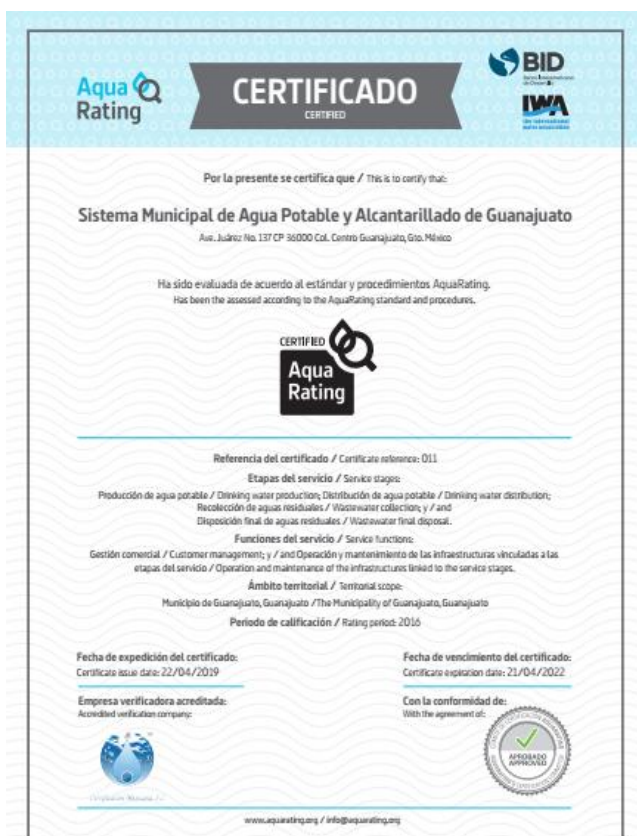 Aqua
Rating
CERTIFICADO
CERTIFIED
BID
IWA
Por la presente se certifica que / This is to certify that:
Sistema Municipal de Agua Potable y Alcantarillado de Guanajuato
Ave. Juárez No. 137 CP 36000 Col. Centro Guanajuato, Gto. México
Ha sido evaluada de acuerdo al estándar y procedimientos AquaRating.
Has been the assessed according to the AquaRating standard and procedures.
CERTIFIED
Aqua
Rating
Referencia del certificado / Certificate reference: 011
Etapas del servicio / Service stages:
Producción de agua potable / Drinking water production; Distribución de agua potable / Drinking water distribution;
Recolección de aguas residuales / Wastewater collection; y / and
Disposición final de aguas residuales / Wastewater final disposal.
Funciones del servicio / Service functions:
Gestión comercial / Customer management; y / and Operación y mantenimiento de las infraestructuras vinculadas a las
etapas del servicio / Operation and maintenance of the infrastructures linked to the service stages.
Ámbito territorial / Territorial scope:
Municipio de Guanajuato, Guanajuato /The Municipality of Guanajuato, Guanajuato
Periodo de calificación / Rating period: 2016
Fecha de expedición del certificado:
Certificate issue date: 22/04/2019
Fecha de vencimiento del certificado:
Certificate expiration date: 21/04/2022
Empresa verificadora acreditada:
Accredited verification company:
Con la conformidad de:
With the agreement of:
APROBADO
APPROVED
www.aquarating.org / info@aquarating.org